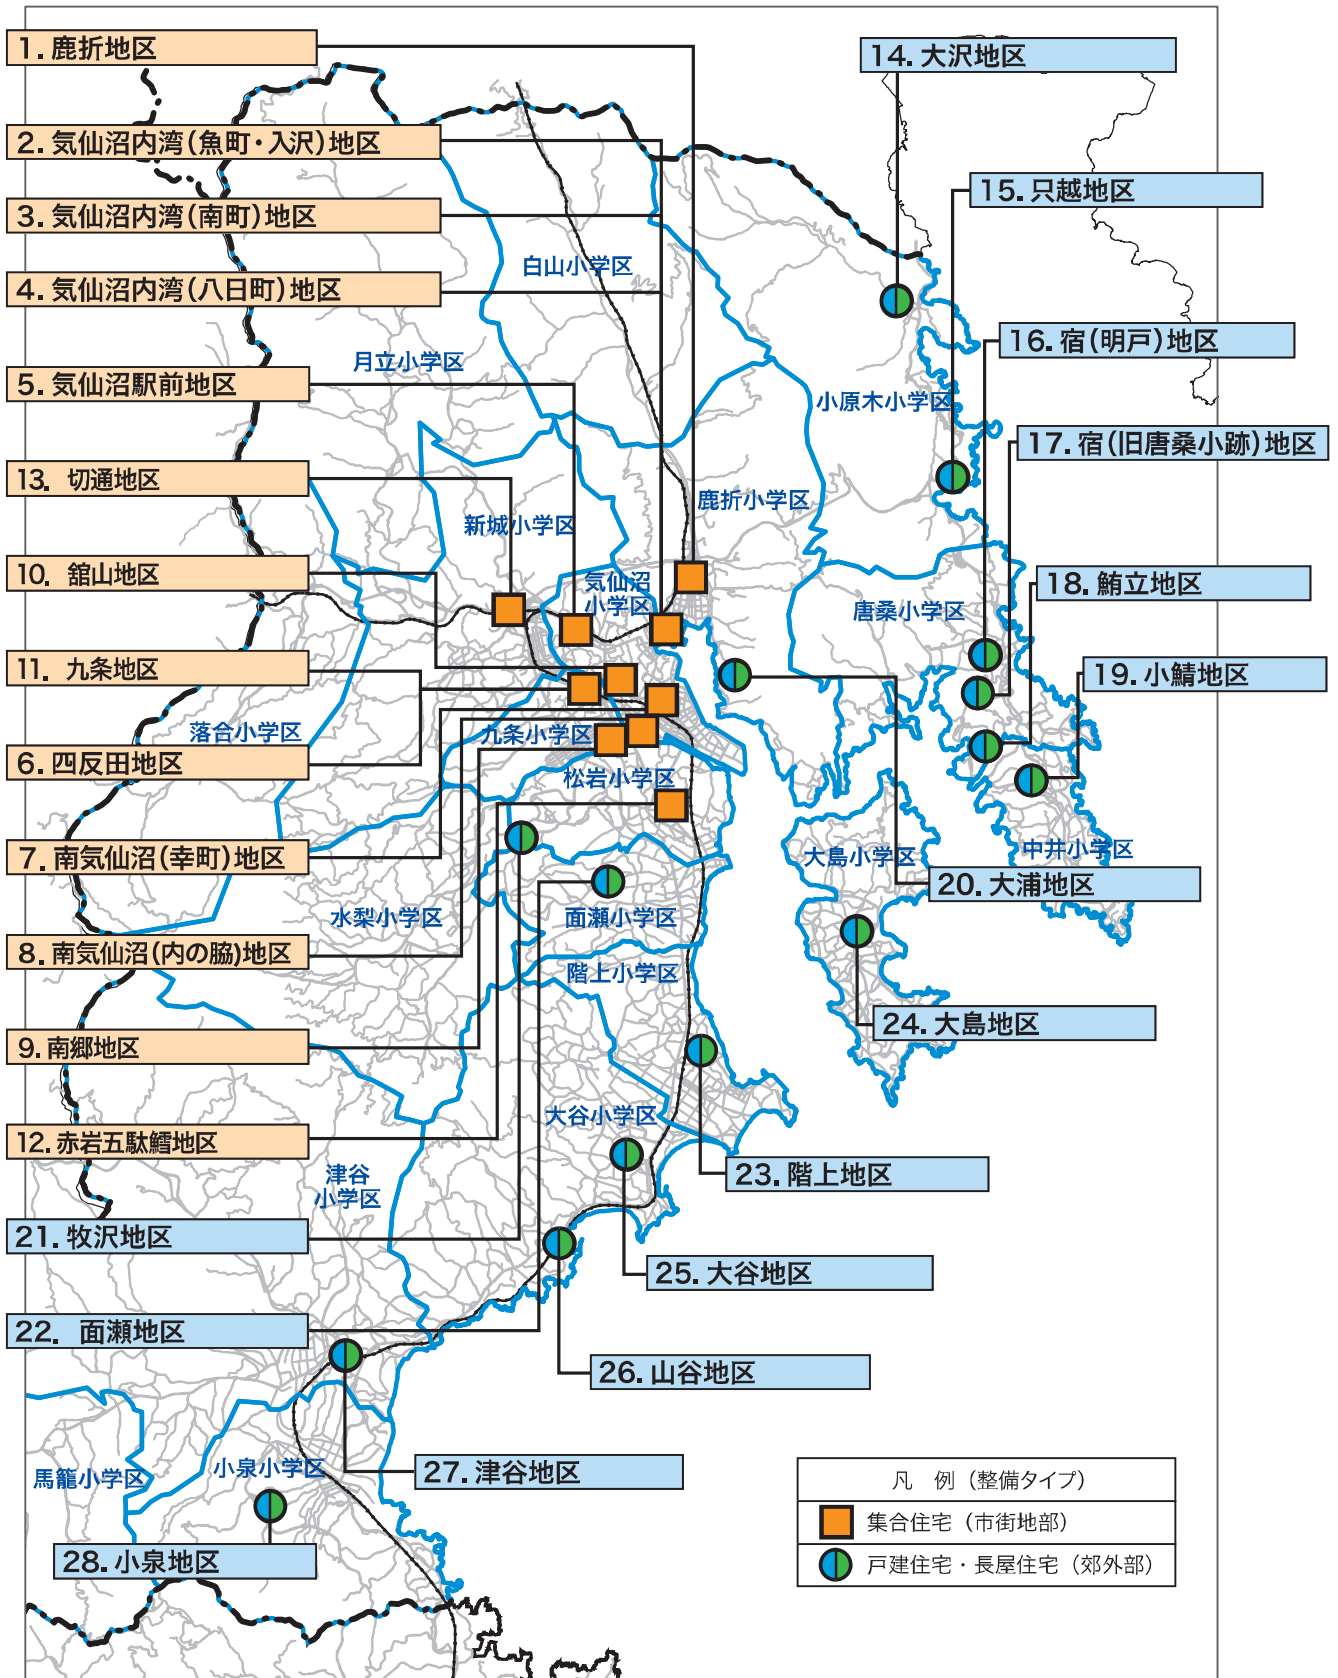 1. 鹿折地区
2. 気仙沼内湾(魚町・入沢)地区
3. 気仙沼内湾(南町)地区
4. 気仙沼内湾(八日町)地区
5. 気仙沼駅前地区
13. 切通地区
10. 舘山地区
11. 九条地区
6. 四反田地区
7. 南気仙沼(幸町)地区
8. 南気仙沼(内の脇)地区
9. 南郷地区
12. 赤岩五駄鱈地区
21. 牧沢地区
22. 面瀬地区
14. 大沢地区
15. 只越地区
16. 宿(明戸)地区
17. 宿(旧唐桑小跡)地区
18. 鮪立地区
19. 小鯖地区
20. 大浦地区
24. 大島地区
23. 階上地区
25. 大谷地区
26. 山谷地区
27. 津谷地区
28. 小泉地区
白山小学区
月立小学区
小原木小学区
鹿折小学区
新城小学区
気仙沼
小学区
唐桑小学区
落合小学区
九条小学区
松岩小学区
大島小学区
中井小学区
水梨小学区
面瀬小学区
階上小学区
大谷小学区
津谷
小学区
馬籠小学区
小泉小学区
凡 例（整備タイプ）
集合住宅（市街地部）
戸建住宅・長屋住宅（郊外部）